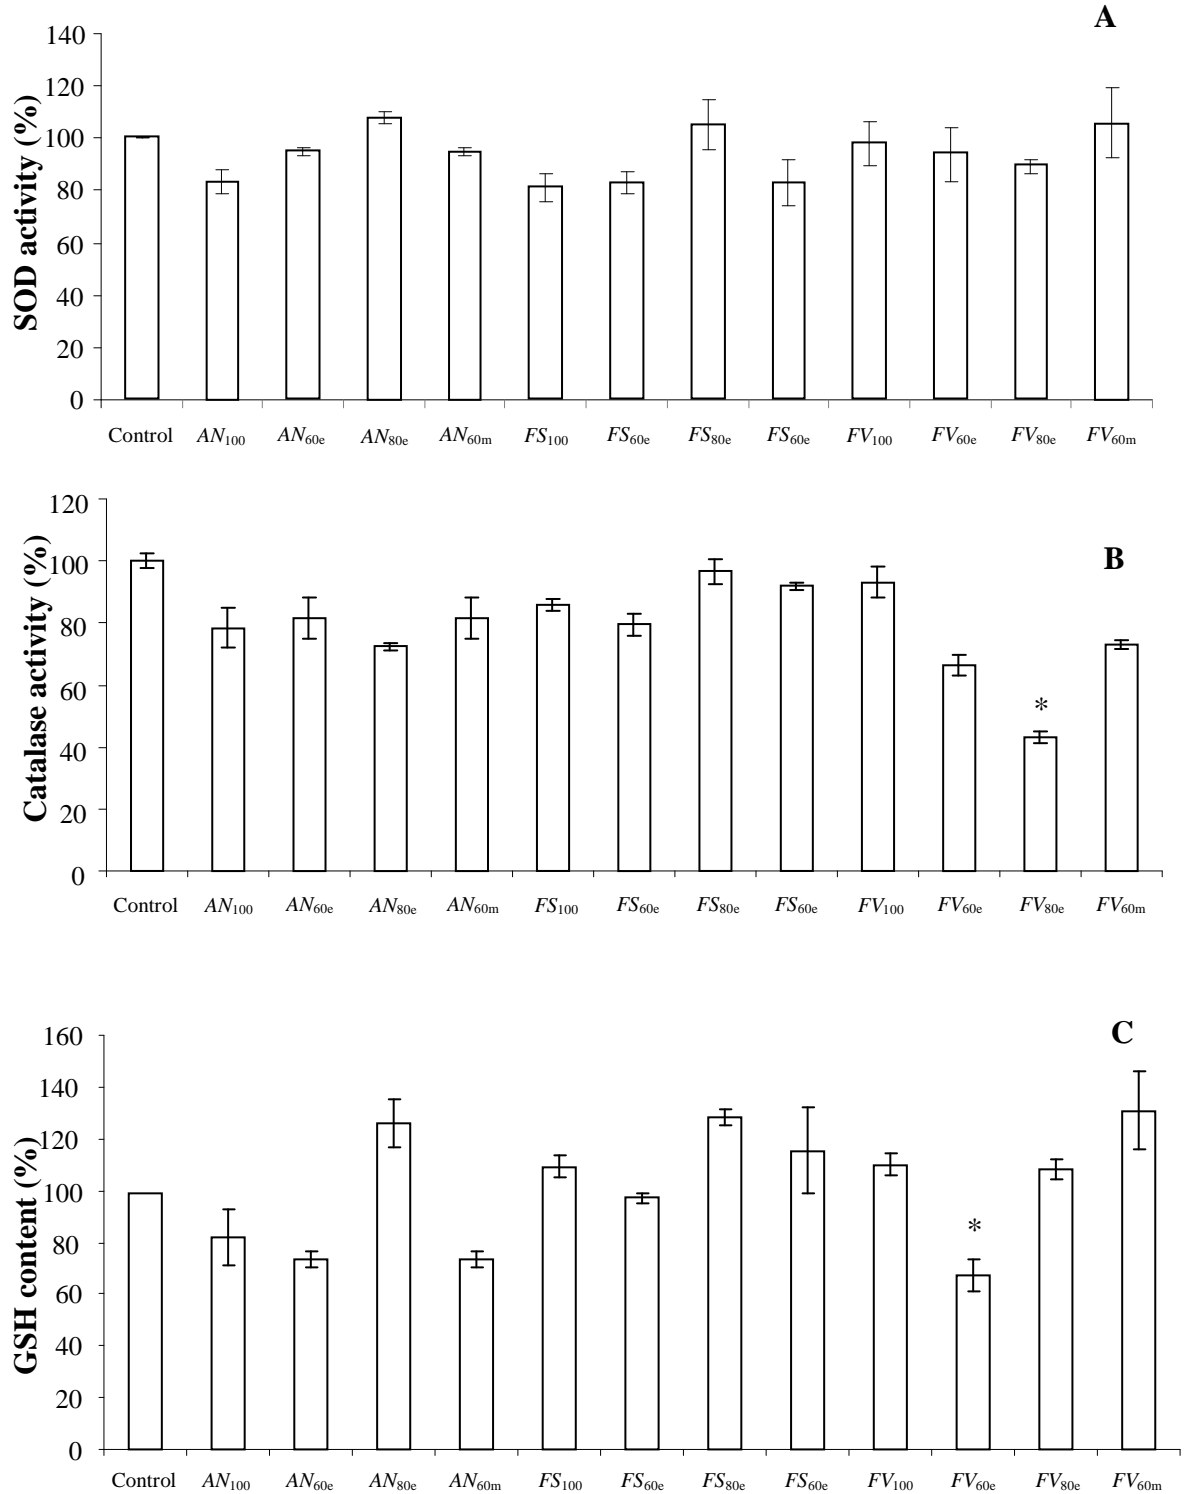 A
SOD activity (%)
140
120
100
80
60
40
20
0
Control AN100 AN60e AN80e AN60m FS100 FS60e FS80e FS60e FV100 FV60e FV80e FV60m
B
Catalase activity (%)
120
100
80
60
40
20
0
*
Control AN100 AN60e AN80e AN60m FS100 FS60e FS80e FS60e FV100 FV60e FV80e FV60m
C
GSH content (%)
160
140
120
100
80
60
40
20
0
*
Control AN100 AN60e AN80e AN60m FS100 FS60e FS80e FS60e FV100 FV60e FV80e FV60m